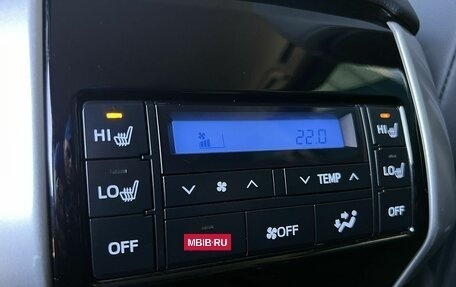 HI 22.0 HI
LO TEMP LO
OFF MBIB·RU OFF OFF